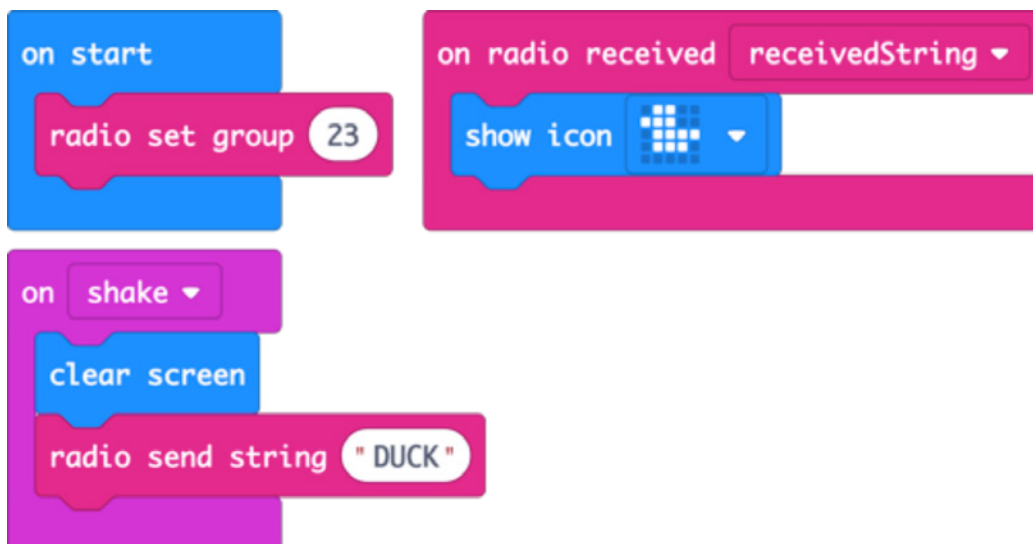 on start
radio set group 23
on radio received receivedString
show icon
on shake
clear screen
radio send string "DUCK"